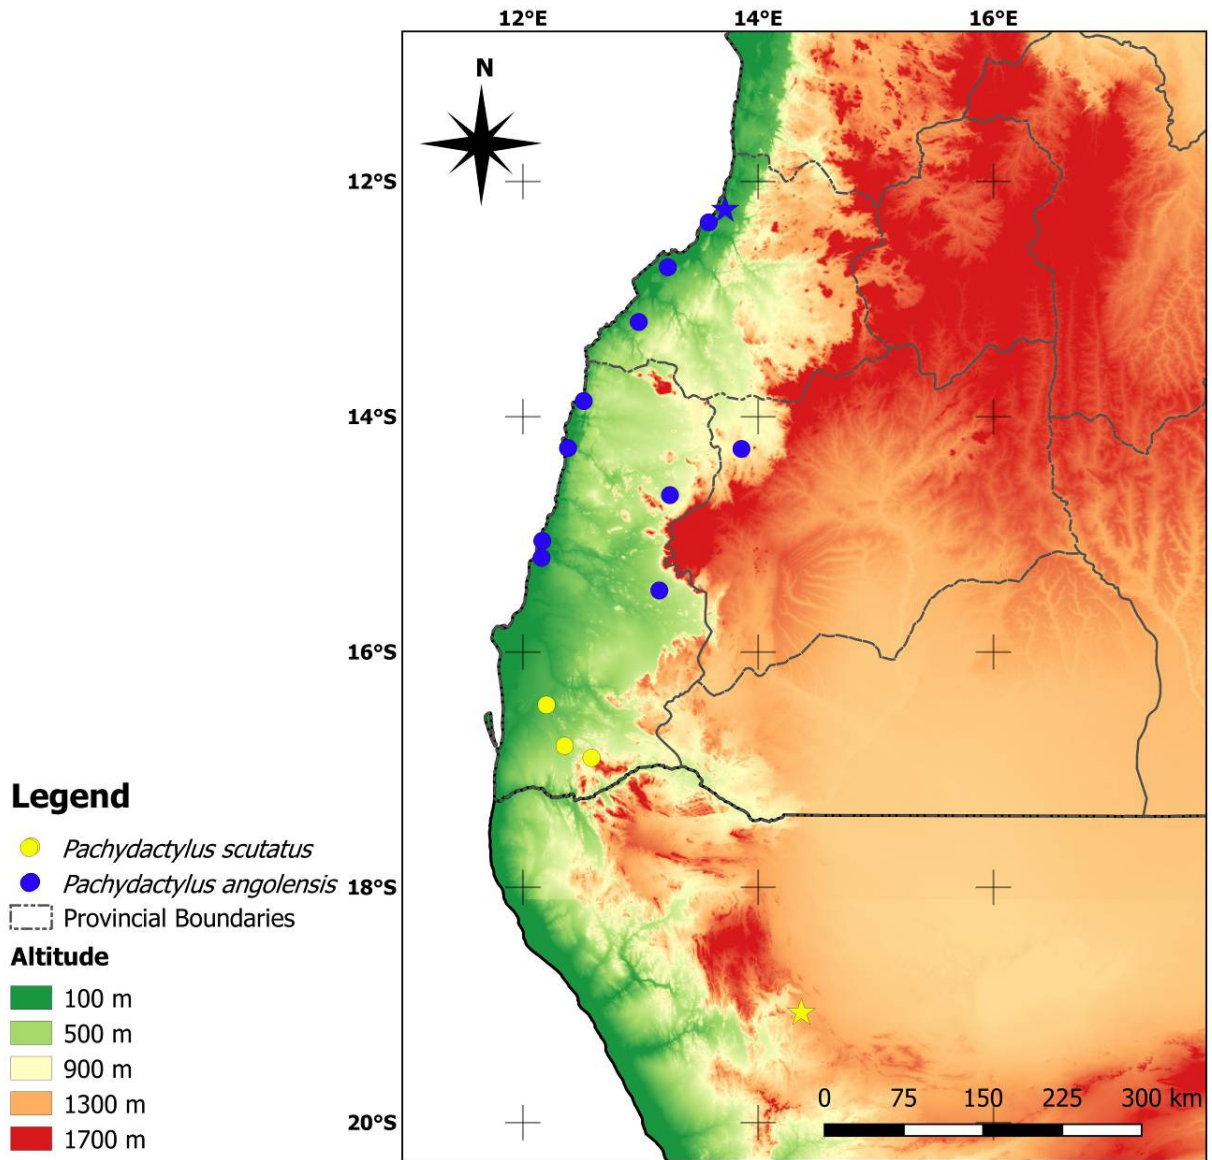 12°E 14°E 16°E
N
12°S
14°S
16°S
18°S
20°S
Legend
Pachydactylus scutatus
Pachydactylus angolensis
Provincial Boundaries
Altitude
100 m
500 m
900 m
1300 m
1700 m
0 75 150 225 300 km